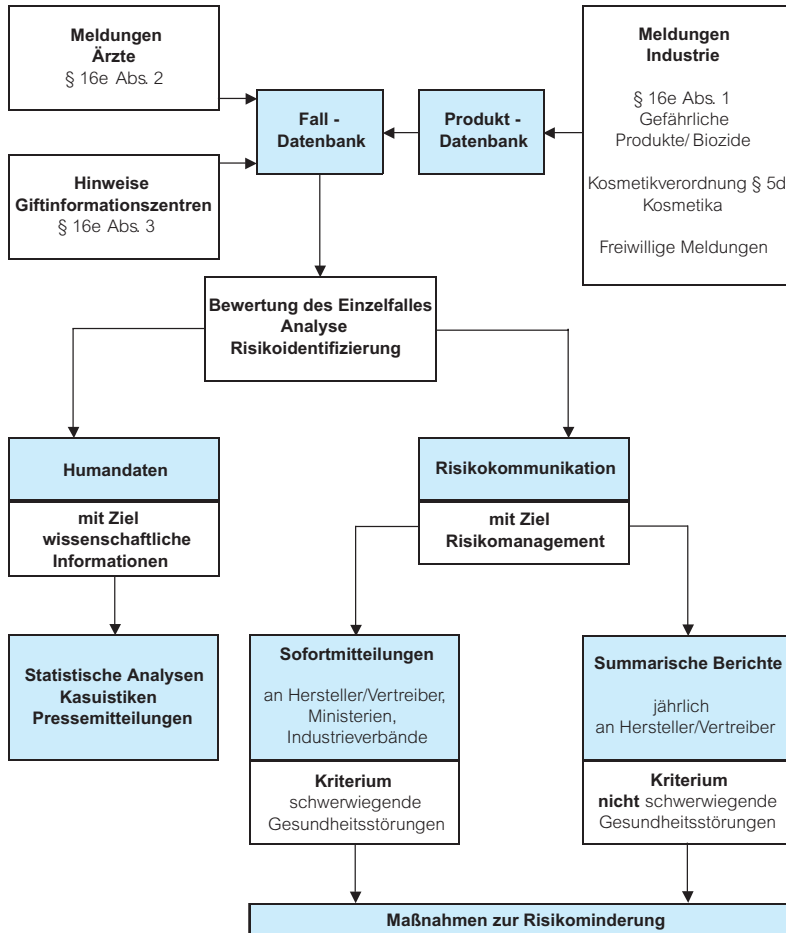 Meldungen
Ärzte
§ 16e Abs. 2
Meldungen
Industrie
§ 16e Abs. 1
Gefährliche
Produkte/ Biozide
Kosmetikverordnung § 5d
Kosmetika
Freiwillige Meldungen
Fall -
Datenbank
Produkt -
Datenbank
Hinweise
Giftinformationszentren
§ 16e Abs. 3
Bewertung des Einzelfalles
Analyse
Risikoidentifizierung
Humandaten
mit Ziel
wissenschaftliche
Informationen
Risikokommunikation
mit Ziel
Risikomanagement
Statistische Analysen
Kasuistiken
Pressemitteilungen
Sofortmitteilungen
an Hersteller/Vertreiber,
Ministerien,
Industrieverbände
Kriterium
schwerwiegende
Gesundheitsstörungen
Summarische Berichte
jährlich
an Hersteller/Vertreiber
Kriterium
nicht schwerwiegende
Gesundheitsstörungen
Maßnahmen zur Risikominderung